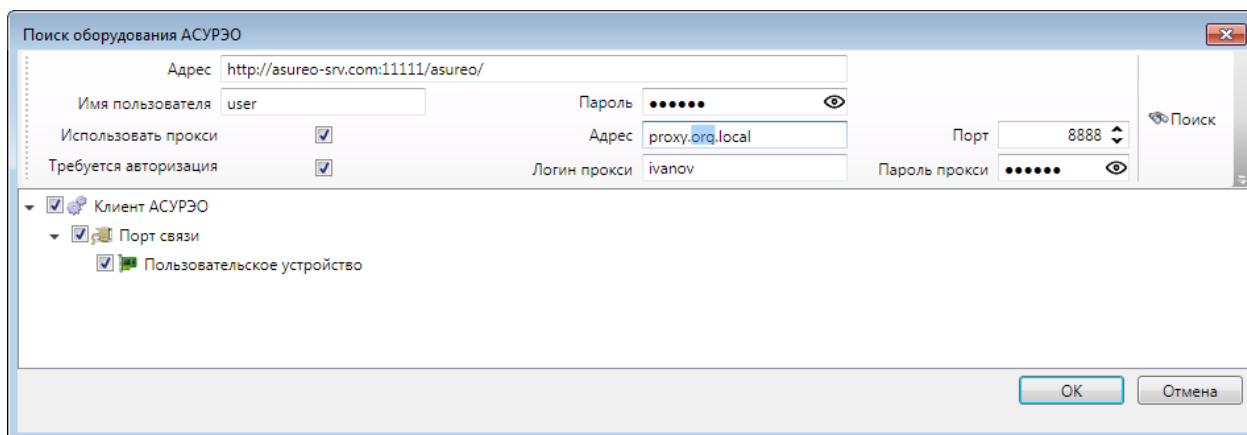 Поиск оборудования АСУРЭО
Адрес http://asureo-srv.com:11111/asureo/
Имя пользователя user Пароль ●●●●●●
Использовать прокси Адрес proxy.org.local Порт 8888
Поиск
Требуется авторизация Логин прокси ivanov Пароль прокси ●●●●●●
Клиент АСУРЭО
Порт связи
Пользовательское устройство
OK Отмена